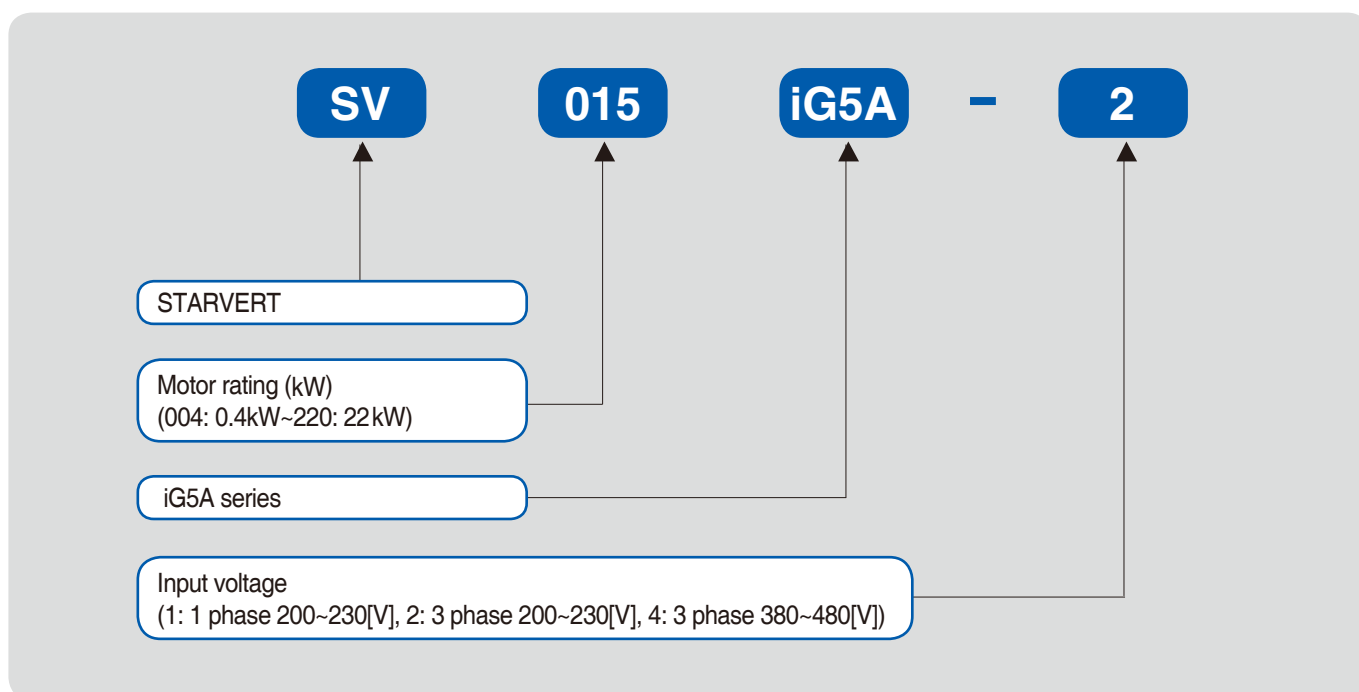 SV 015 iG5A - 2
STARVERT
Motor rating (kW)
(004: 0.4kW~220: 22kW)
iG5A series
Input voltage
(1: 1 phase 200~230[V], 2: 3 phase 200~230[V], 4: 3 phase 380~480[V])